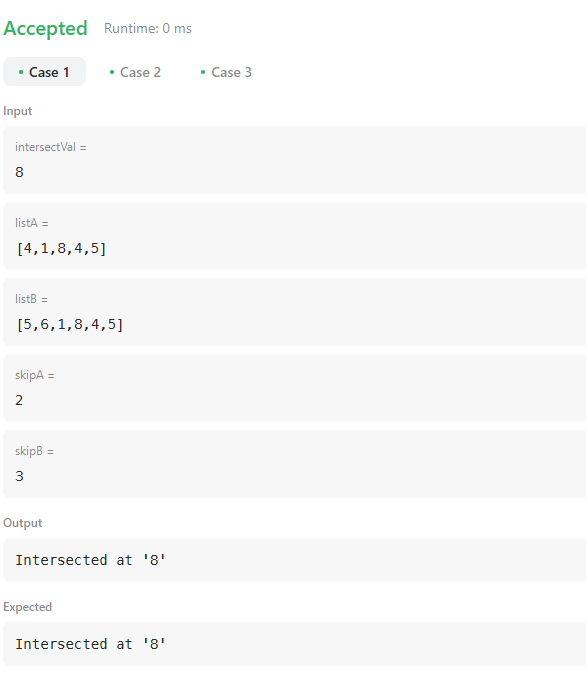 Accepted Runtime: 0 ms
• Case 1 • Case 2 • Case 3
Input
intersectVal =
8
listA =
[4,1,8,4,5]
listB =
[5,6,1,8,4,5]
skipA =
2
skipB =
3
Output
Intersected at '8'
Expected
Intersected at '8'